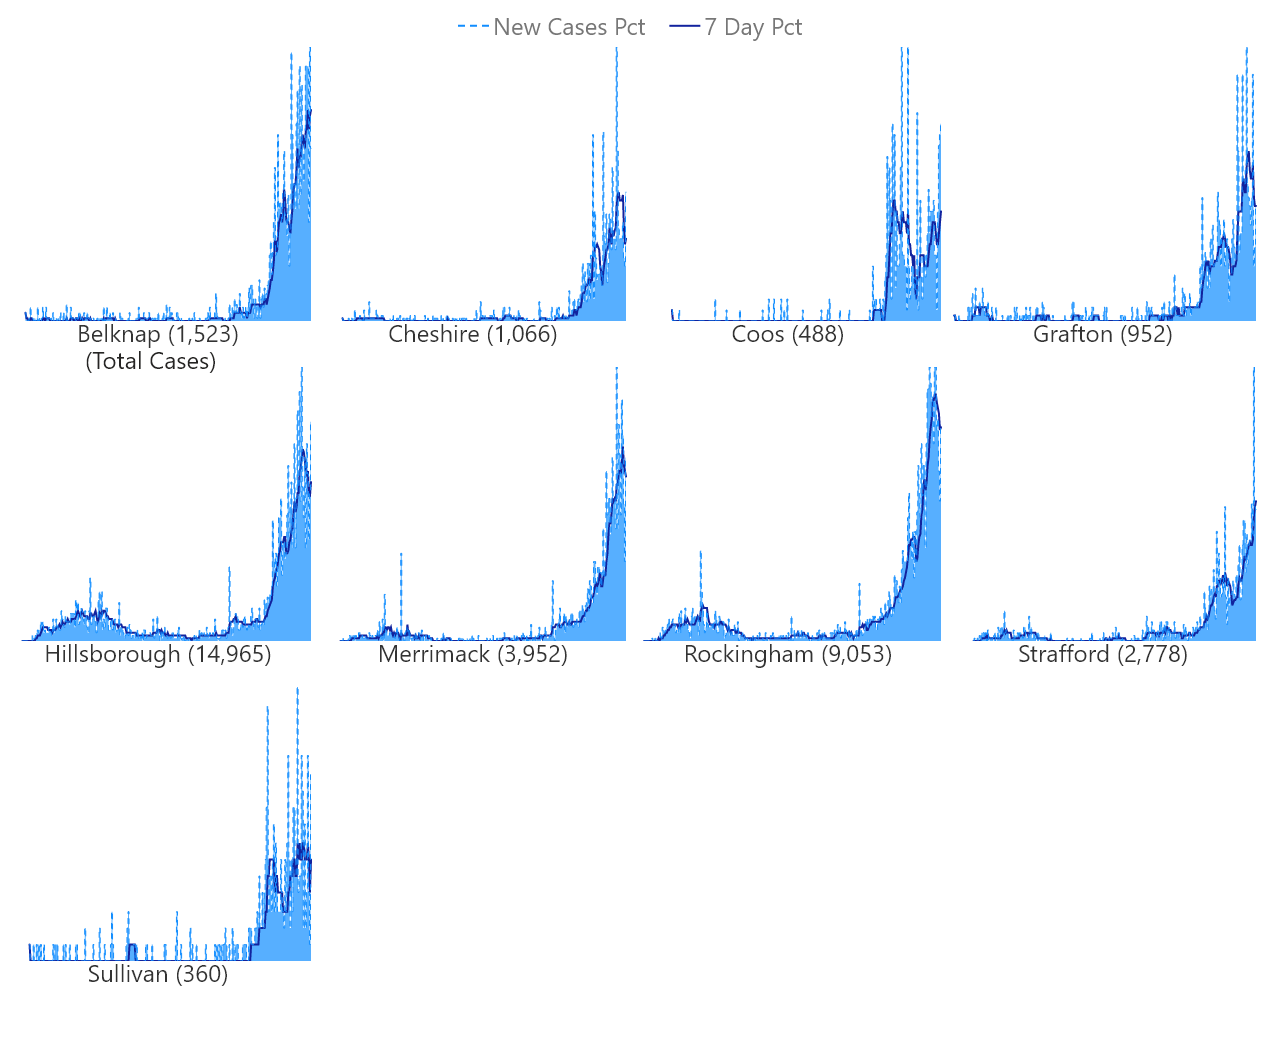 New Cases Pct 7 Day Pct
Belknap (1,523) Cheshire (1,066) Coos (488) Grafton (952)
(Total Cases)
Hillsborough (14,965) Merrimack (3,952) Rockingham (9,053) Strafford (2,778)
Sullivan (360)